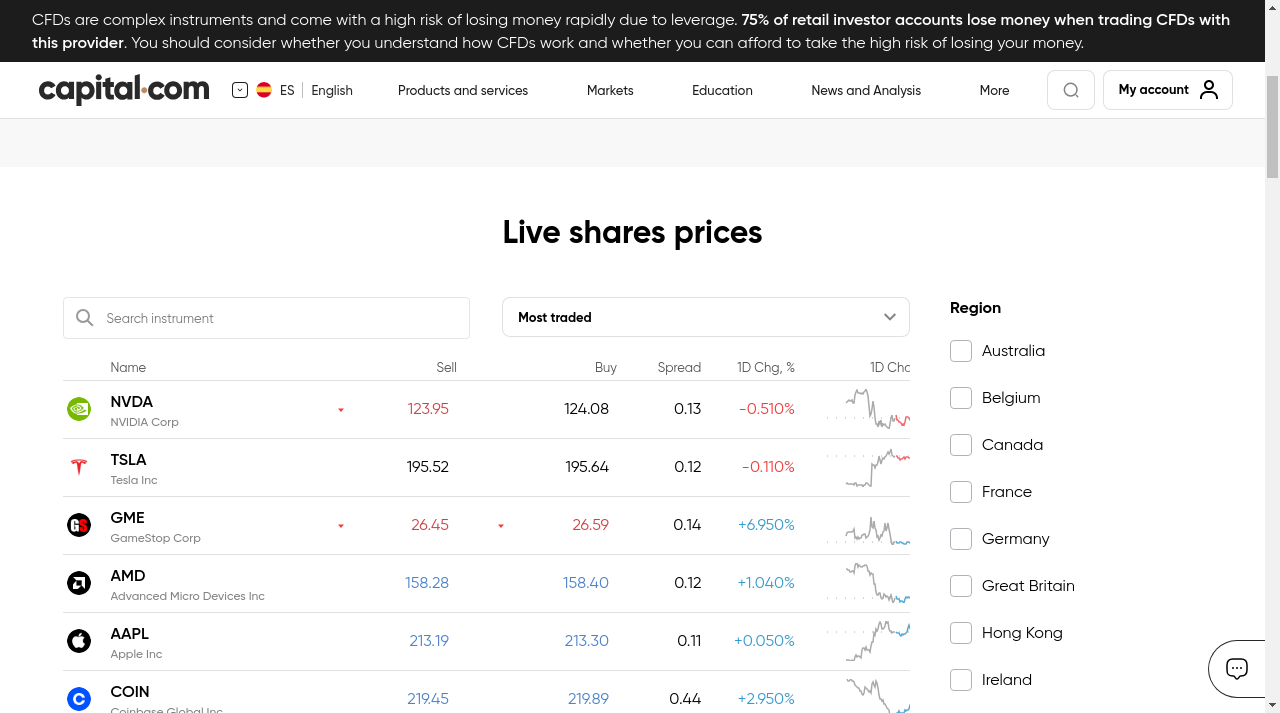 CFDs are complex instruments and come with a high risk of losing money rapidly due to leverage. 75% of retail investor accounts lose money when trading CFDs with
this provider. You should consider whether you understand how CFDs work and whether you can afford to take the high risk of losing your money.
capital.com ES English Products and services Markets Education News and Analysis More My account
Live shares prices
Search instrument Most traded
Region
Name Sell Buy Spread 1D Chg, %
NVDA 123.95 124.08 0.13 -0.510%
NVIDIA Corp
TSLA 195.52 195.64 0.12 -0.110%
Tesla Inc
GME 26.45 26.59 0.14 +6.950%
GameStop Corp
AMD 158.28 158.40 0.12 +1.040%
Advanced Micro Devices Inc
AAPL 213.19 213.30 0.11 +0.050%
Apple Inc
COIN 219.45 219.89 0.44 +2.950%
Coinbase Global Inc
Australia
Belgium
Canada
France
Germany
Great Britain
Hong Kong
Ireland